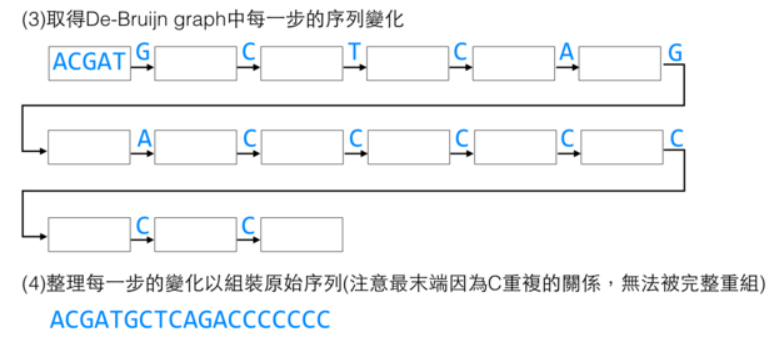 (3)取得De-Bruijn graph中每一步的序列變化
ACGAT G C T C A G
A C C C C C
C C
(4)整理每一步的變化以組裝原始序列(注意最末端因為C重複的關係，無法被完整重組)
ACGATGCTCAGACCCCCCC